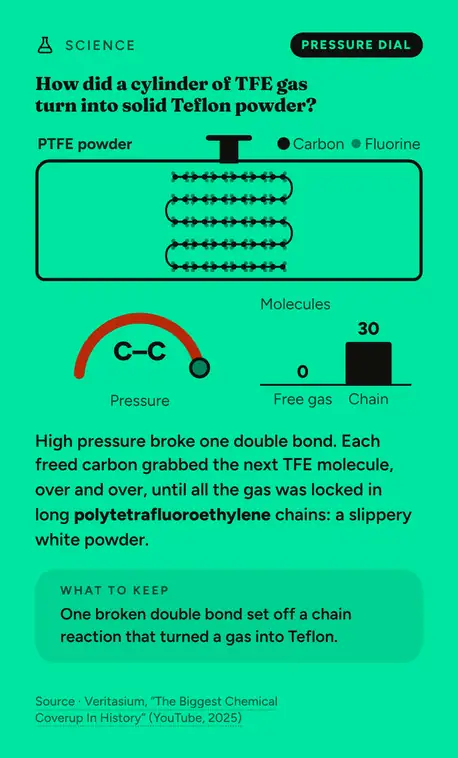 SCIENCE
PRESSURE DIAL
How did a cylinder of TFE gas
turn into solid Teflon powder?
PTFE powder
Carbon
Fluorine
C–C
Pressure
Molecules
0
30
Free gas
Chain
High pressure broke one double bond. Each
freed carbon grabbed the next TFE molecule,
over and over, until all the gas was locked in
long polytetrafluoroethylene chains: a slippery
white powder.
WHAT TO KEEP
One broken double bond set off a chain
reaction that turned a gas into Teflon.
Source · Veritasium, “The Biggest Chemical
Coverup In History” (YouTube, 2025)